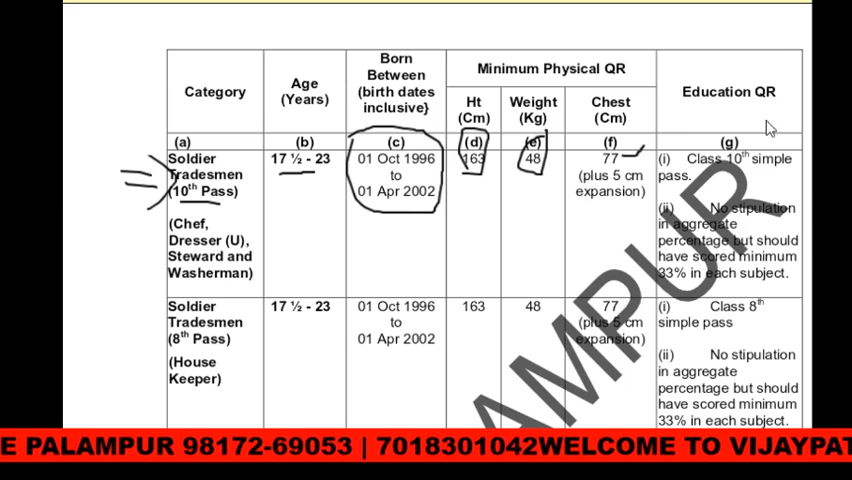 Category
Age
(Years)
Born
Between
(birth dates
inclusive}
Minimum Physical QR
Ht
(Cm)
Weight
(Kg)
Chest
(Cm)
Education QR
(a)
(b)
(c)
(d)
(e)
(f)
(g)
Soldier
Tradesmen
(10th Pass)
(Chef,
Dresser (U),
Steward and
Washerman)
17 ½ - 23
01 Oct 1996
to
01 Apr 2002
163
48
77
(plus 5 cm
expansion)
(i) Class 10th simple
pass.
(ii) No stipulation
in aggregate
percentage but should
have scored minimum
33% in each subject.
Soldier
Tradesmen
(8th Pass)
(House
Keeper)
17 ½ - 23
01 Oct 1996
to
01 Apr 2002
163
48
77
(plus 5 cm
expansion)
(i) Class 8th
simple pass
(ii) No stipulation
in aggregate
percentage but should
have scored minimum
33% in each subject.
AMPUR
E PALAMPUR 98172-69053 | 7018301042WELCOME TO VIJAYPAT